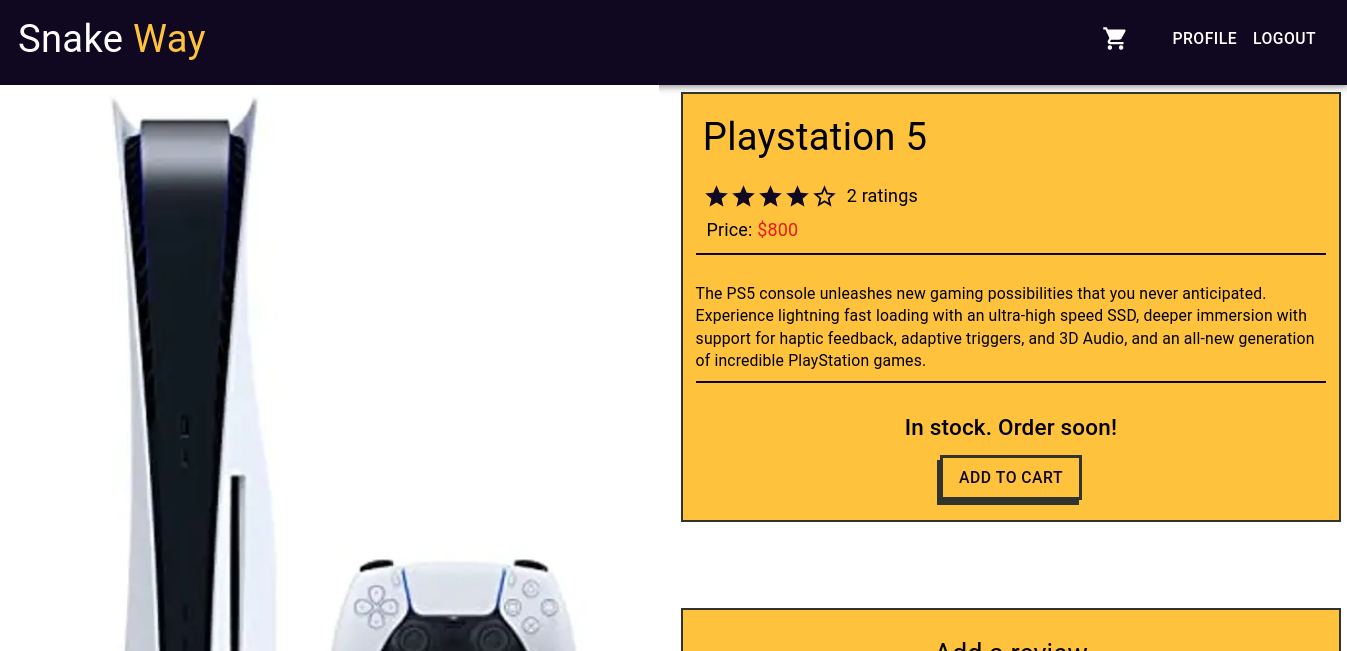 Snake Way
PROFILE LOGOUT
Playstation 5
2 ratings
Price: $800
The PS5 console unleashes new gaming possibilities that you never anticipated.
Experience lightning fast loading with an ultra-high speed SSD, deeper immersion with
support for haptic feedback, adaptive triggers, and 3D Audio, and an all-new generation
of incredible PlayStation games.
In stock. Order soon!
ADD TO CART
Add a review